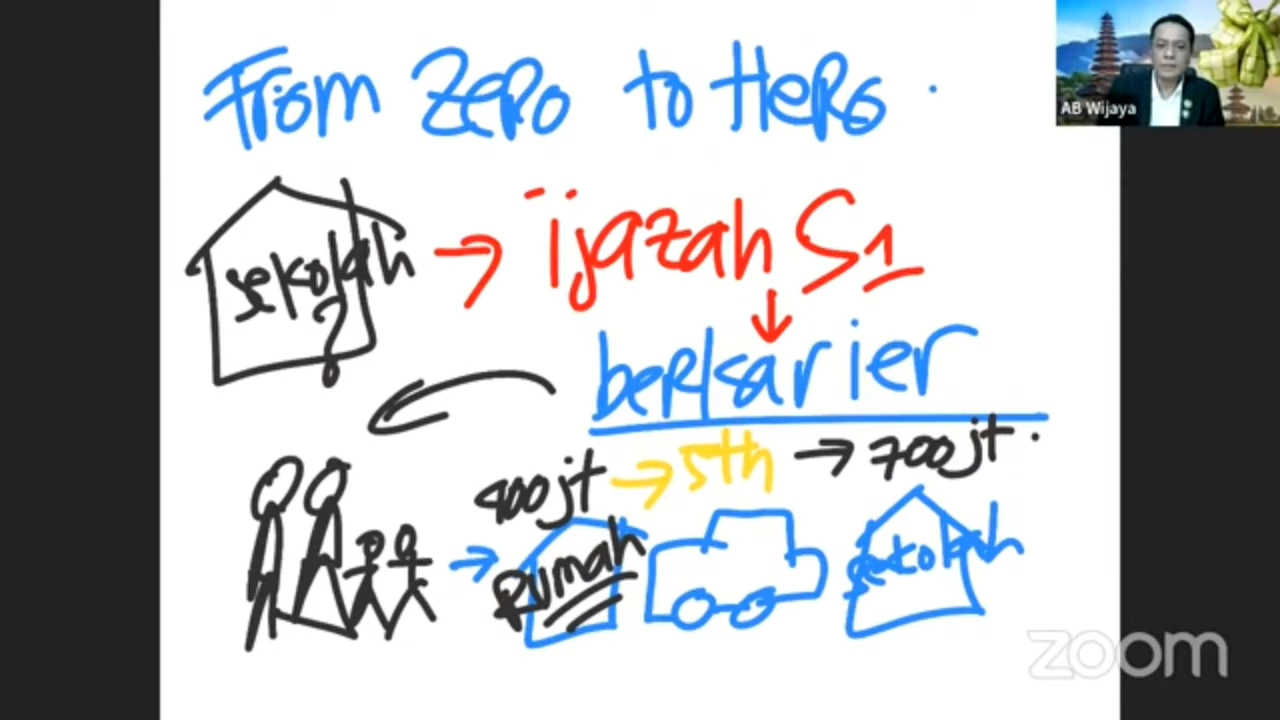 From Zero to Hero.
AB Wijaya
sekolah → ijazah S1
?
berkarier
400jt → 5th → 700jt.
Rumah
sekolah
zoom